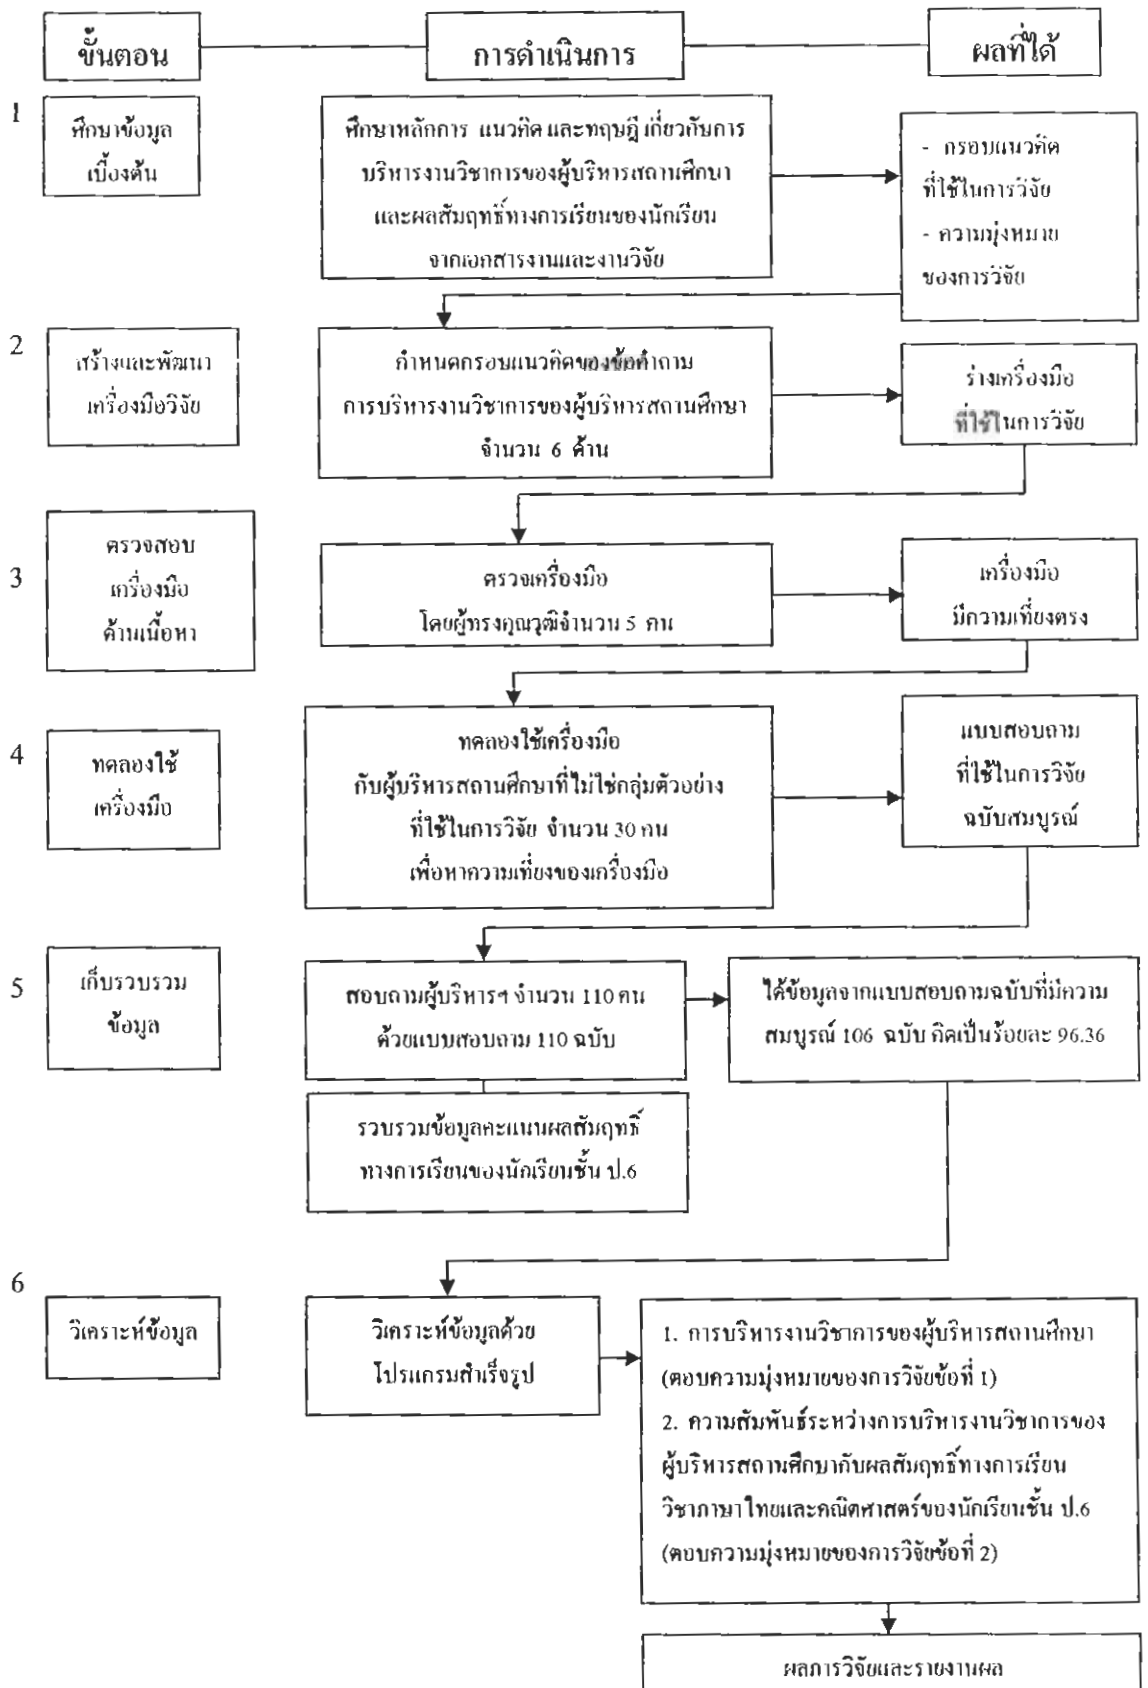 ขั้นตอน
การดำเนินการ
ผลที่ได้
1
ศึกษาข้อมูล
เบื้องต้น
ศึกษาหลักการ แนวคิด และทฤษฎี เกี่ยวกับการ
บริหารงานวิชาการของผู้บริหารสถานศึกษา
และผลสัมฤทธิ์ทางการเรียนของนักเรียน
จากเอกสารงานและงานวิจัย
- กรอบแนวคิด
ที่ใช้ในการวิจัย
- ความมุ่งหมาย
ของการวิจัย
2
สร้างและพัฒนา
เครื่องมือวิจัย
กำหนดกรอบแนวคิดของข้อคำถาม
การบริหารงานวิชาการของผู้บริหารสถานศึกษา
จำนวน 6 ด้าน
ร่างเครื่องมือ
ที่ใช้ในการวิจัย
3
ตรวจสอบ
เครื่องมือ
ด้านเนื้อหา
ตรวจเครื่องมือ
โดยผู้ทรงคุณวุฒิจำนวน 5 คน
เครื่องมือ
มีความเที่ยงตรง
4
ทดลองใช้
เครื่องมือ
ทดลองใช้เครื่องมือ
กับผู้บริหารสถานศึกษาที่ไม่ใช่กลุ่มตัวอย่าง
ที่ใช้ในการวิจัย จำนวน 30 คน
เพื่อหาความเที่ยงของเครื่องมือ
แบบสอบถาม
ที่ใช้ในการวิจัย
ฉบับสมบูรณ์
5
เก็บรวบรวม
ข้อมูล
สอบถามผู้บริหารฯ จำนวน 110 คน
ด้วยแบบสอบถาม 110 ฉบับ
ได้ข้อมูลจากแบบสอบถามฉบับที่มีความ
สมบูรณ์ 106 ฉบับ คิดเป็นร้อยละ 96.36
รวบรวมข้อมูลคะแนนผลสัมฤทธิ์
ทางการเรียนของนักเรียนชั้น ป.6
6
วิเคราะห์ข้อมูล
วิเคราะห์ข้อมูลด้วย
โปรแกรมสำเร็จรูป
1. การบริหารงานวิชาการของผู้บริหารสถานศึกษา
(ตอบความมุ่งหมายของการวิจัยข้อที่ 1)
2. ความสัมพันธ์ระหว่างการบริหารงานวิชาการของ
ผู้บริหารสถานศึกษากับผลสัมฤทธิ์ทางการเรียน
วิชาภาษาไทยและคณิตศาสตร์ของนักเรียนชั้น ป.6
(ตอบความมุ่งหมายของการวิจัยข้อที่ 2)
ผลการวิจัยและรายงานผล